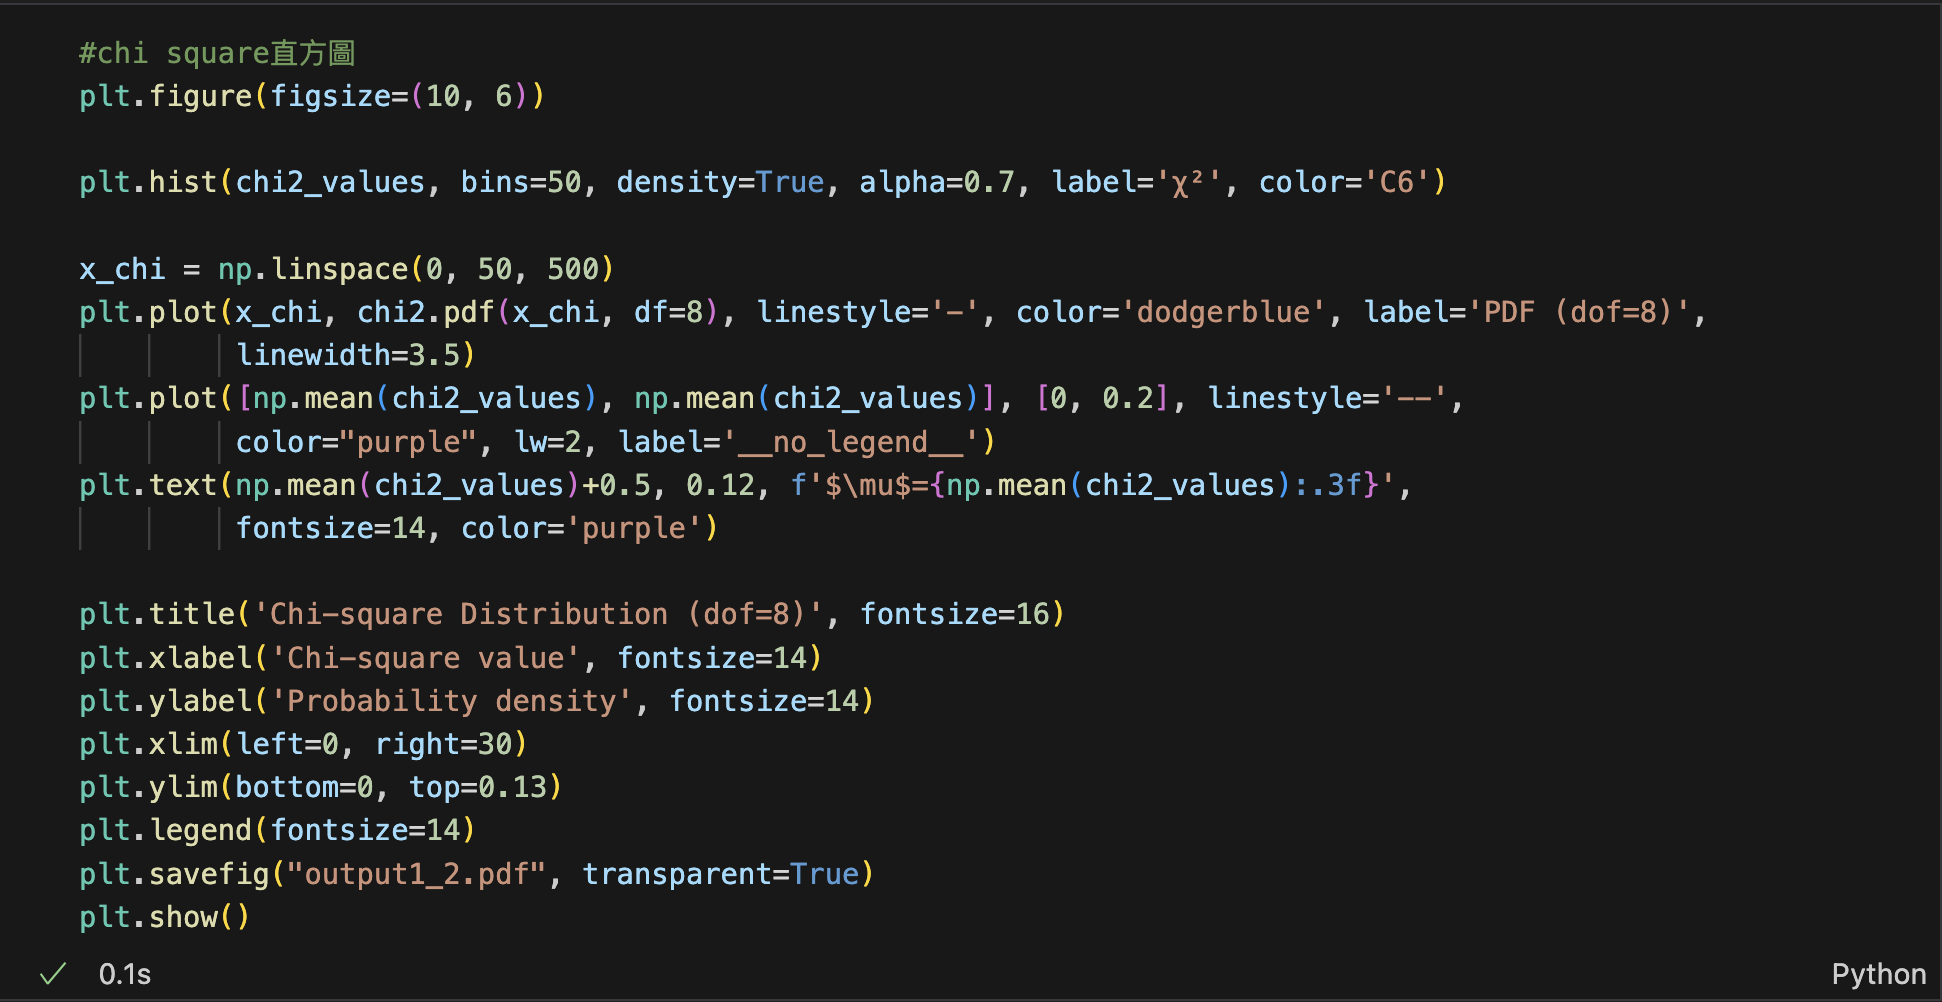 #chi square直方圖
plt.figure(figsize=(10, 6))
plt.hist(chi2_values, bins=50, density=True, alpha=0.7, label='χ²', color='C6')
x_chi = np.linspace(0, 50, 500)
plt.plot(x_chi, chi2.pdf(x_chi, df=8), linestyle='-', color='dodgerblue', label='PDF (dof=8)',
linewidth=3.5)
plt.plot([np.mean(chi2_values), np.mean(chi2_values)], [0, 0.2], linestyle='--',
color="purple", lw=2, label='__no_legend__')
plt.text(np.mean(chi2_values)+0.5, 0.12, f'$\mu$={np.mean(chi2_values):.3f}',
fontsize=14, color='purple')
plt.title('Chi-square Distribution (dof=8)', fontsize=16)
plt.xlabel('Chi-square value', fontsize=14)
plt.ylabel('Probability density', fontsize=14)
plt.xlim(left=0, right=30)
plt.ylim(bottom=0, top=0.13)
plt.legend(fontsize=14)
plt.savefig("output1_2.pdf", transparent=True)
plt.show()
0.1s
Python